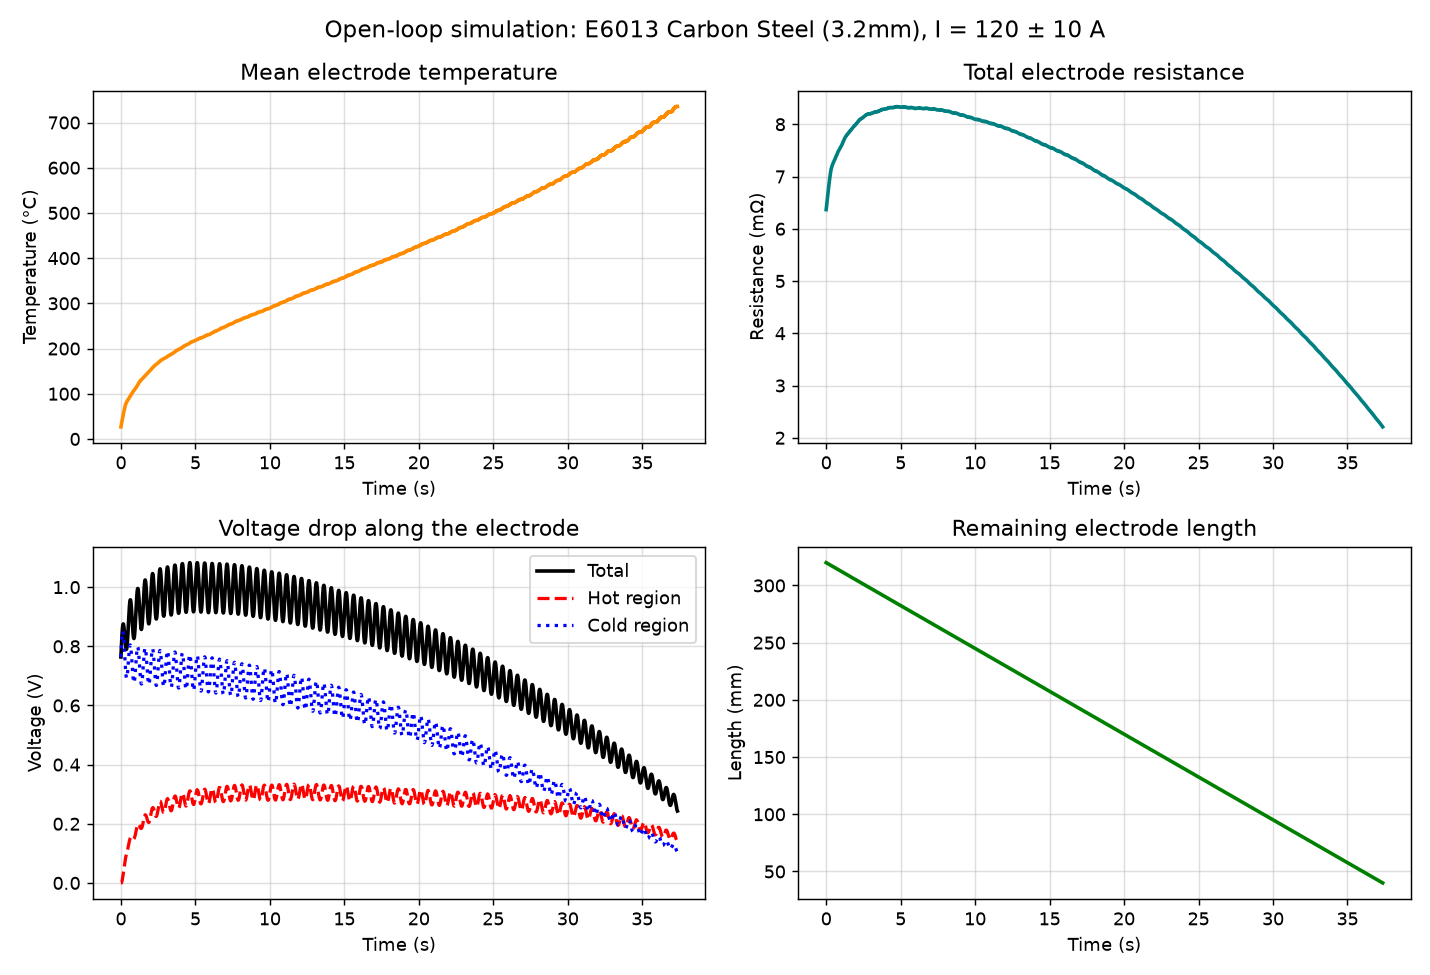 Open-loop simulation: E6013 Carbon Steel (3.2mm), I = 120 ± 10 A
Mean electrode temperature
Temperature (°C)
700
600
500
400
300
200
100
0
0 5 10 15 20 25 30 35
Time (s)
Total electrode resistance
Resistance (mΩ)
8
7
6
5
4
3
2
0 5 10 15 20 25 30 35
Time (s)
Voltage drop along the electrode
Voltage (V)
1.0
0.8
0.6
0.4
0.2
0.0
Total
Hot region
Cold region
0 5 10 15 20 25 30 35
Time (s)
Remaining electrode length
Length (mm)
300
250
200
150
100
50
0 5 10 15 20 25 30 35
Time (s)